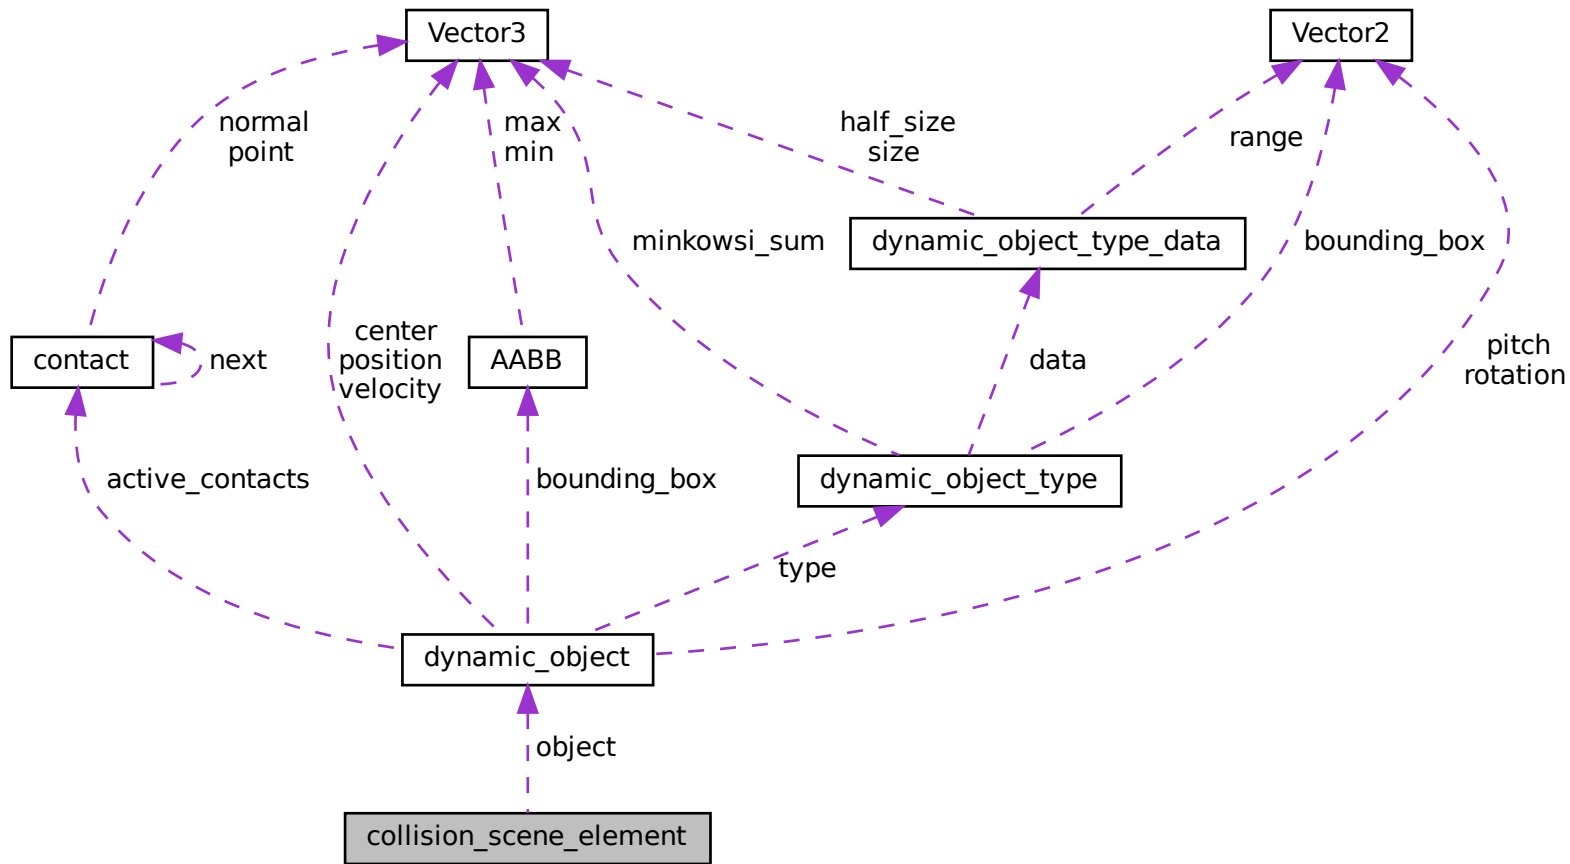 Vector3
Vector2
normal
point
max
min
half_size
size
range
minkowsi_sum
dynamic_object_type_data
bounding_box
center
position
velocity
contact
next
AABB
data
pitch
rotation
active_contacts
bounding_box
dynamic_object_type
type
dynamic_object
object
collision_scene_element